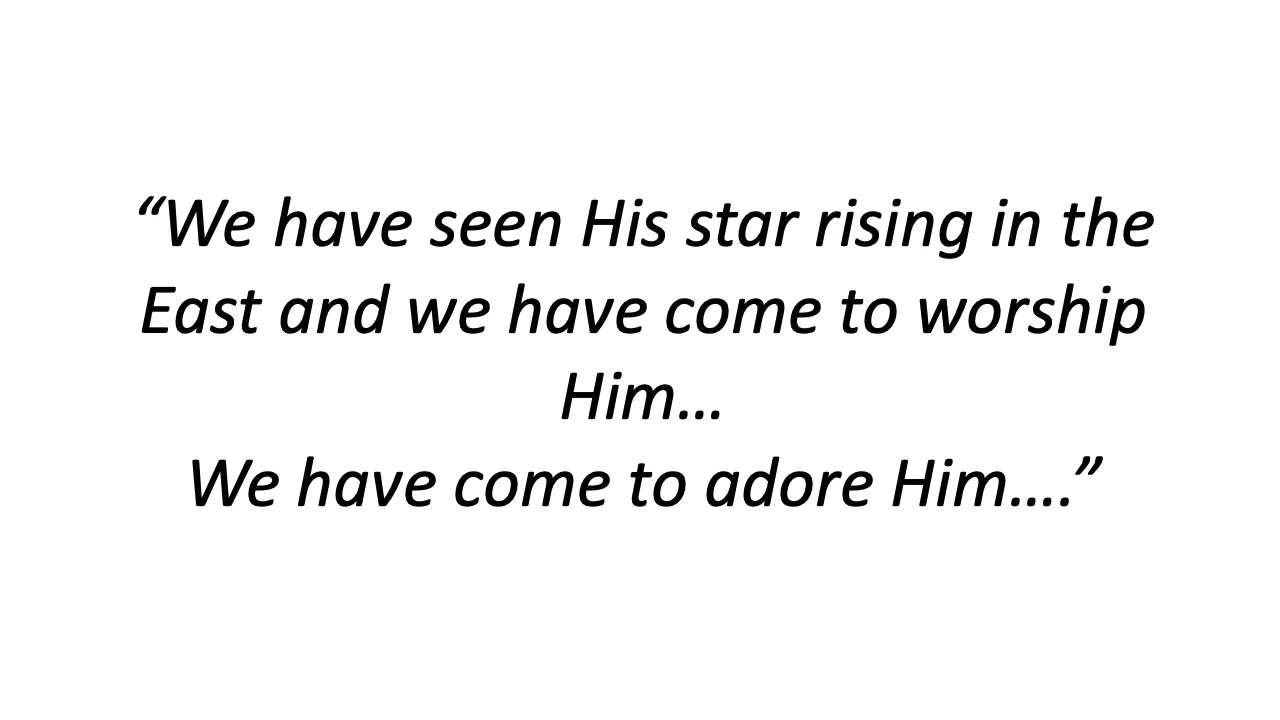 “We have seen His star rising in the
East and we have come to worship
Him…
We have come to adore Him….”